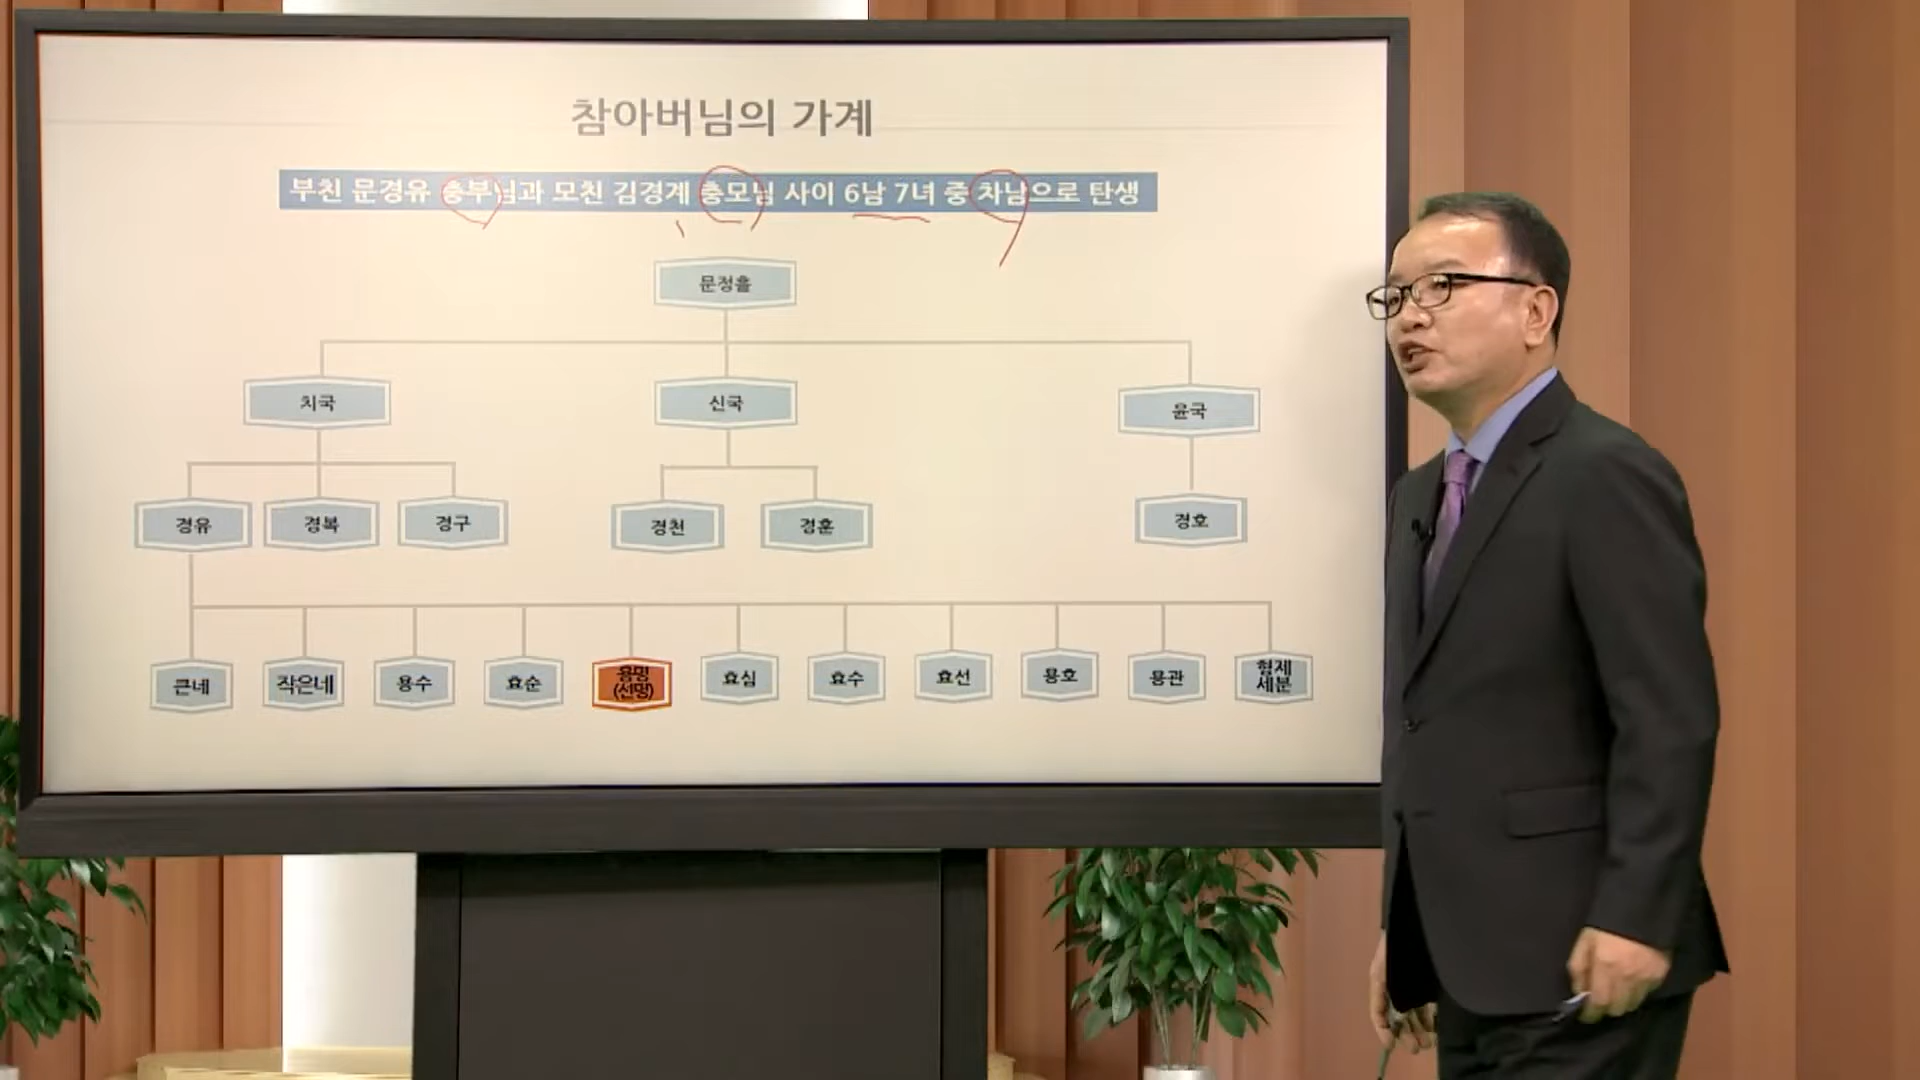 참아버님의 가계
부친 문경유 충부님과 모친 김경계 충모님 사이 6남 7녀 중 차남으로 탄생
문정흘
치국 신국 윤국
경유 경복 경구 경천 경훈 경호
큰네 작은네 용수 효순 용명 효심 효수 효선 용호 용관 형제
(선명) 세분